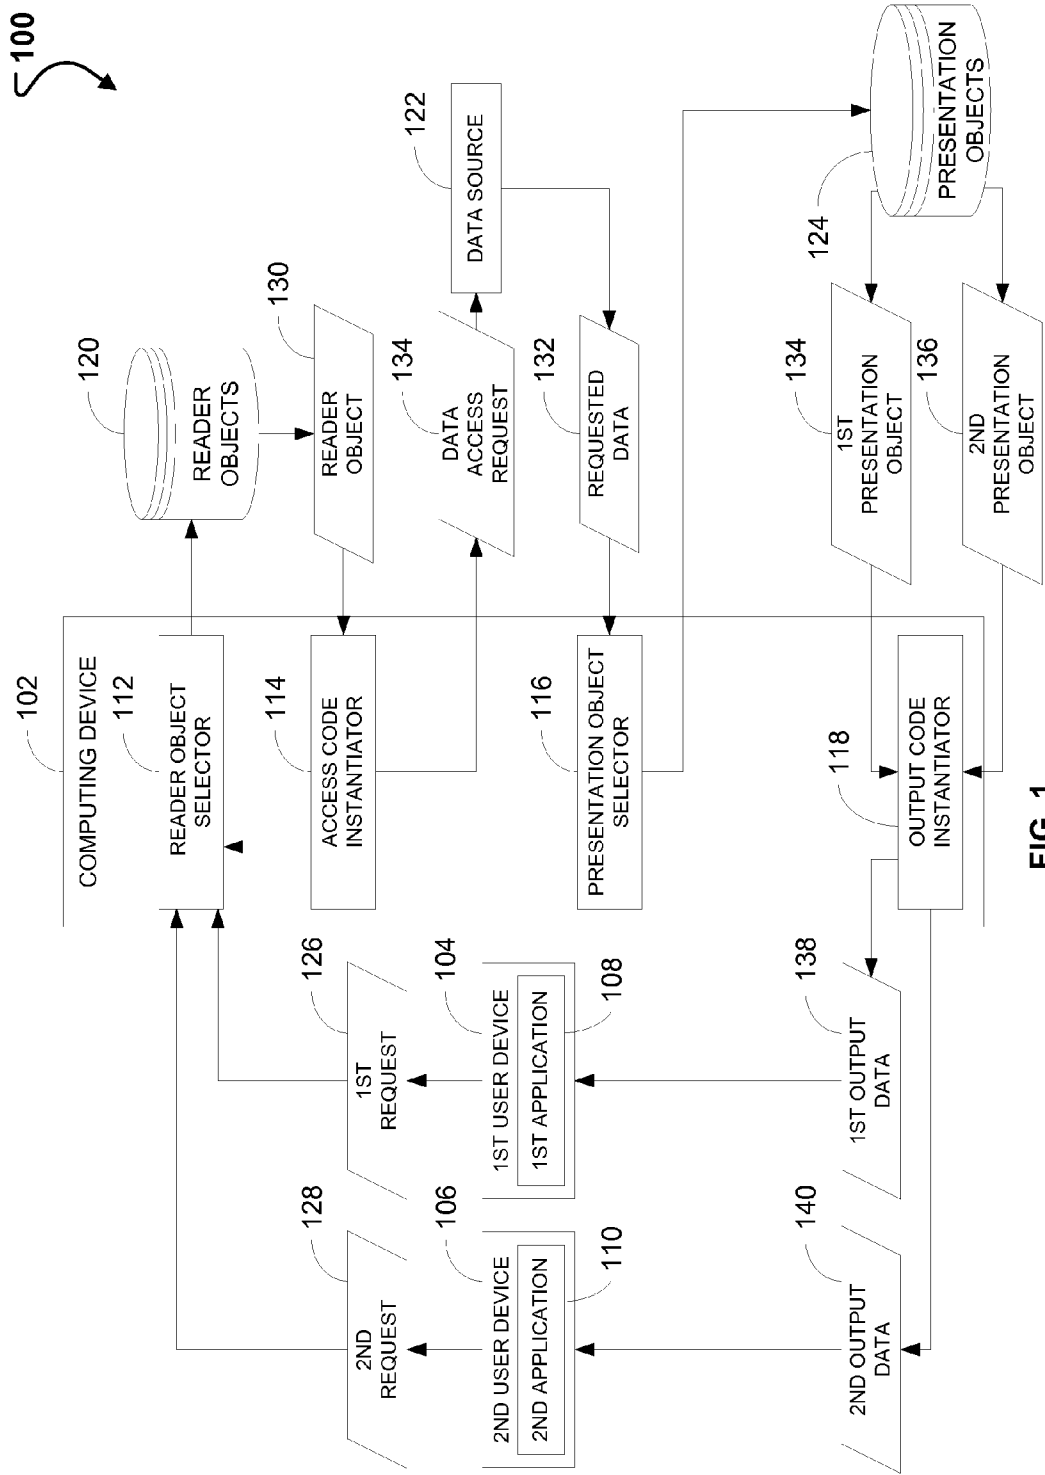 100
102
COMPUTING DEVICE
112
READER OBJECT
SELECTOR
120
READER
OBJECTS
114
ACCESS CODE
INSTANTIATOR
130
READER
OBJECT
134
DATA
ACCESS
REQUEST
122
DATA SOURCE
116
PRESENTATION OBJECT
SELECTOR
132
REQUESTED
DATA
118
OUTPUT CODE
INSTANTIATOR
134
1ST
PRESENTATION
OBJECT
136
2ND
PRESENTATION
OBJECT
124
PRESENTATION
OBJECTS
128
2ND
REQUEST
126
1ST
REQUEST
106
2ND USER DEVICE
2ND APPLICATION
110
104
1ST USER DEVICE
1ST APPLICATION
108
140
2ND OUTPUT
DATA
138
1ST OUTPUT
DATA
FIG. 1